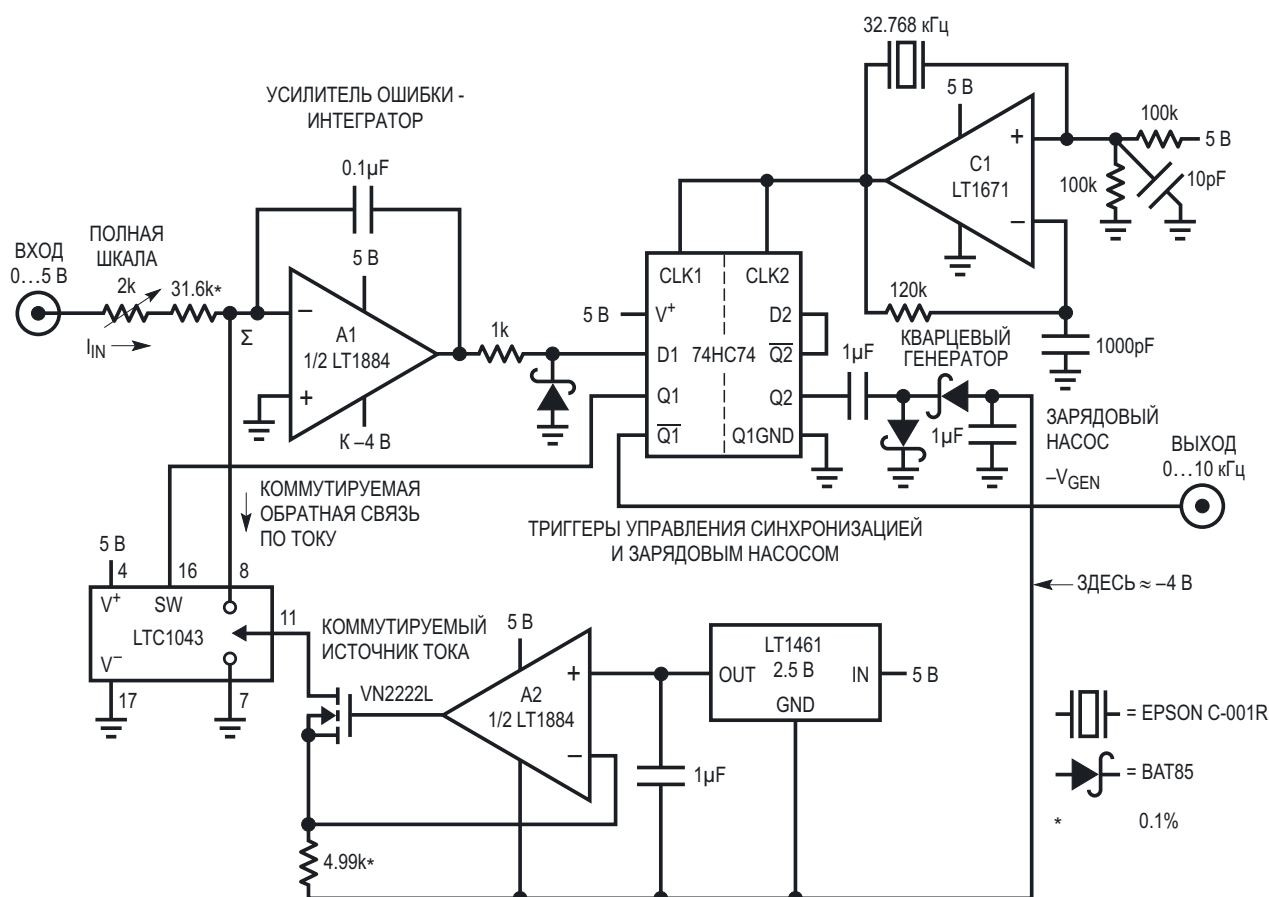 32.768 кГц
УСИЛИТЕЛЬ ОШИБКИ -
ИНТЕГРАТОР
5 В
100k
5 В
+
C1
LT1671
100k
10pF
0.1µF
−
ВХОД
0…5 В
ПОЛНАЯ
ШКАЛА
2k
31.6k*
5 В
CLK1
CLK2
120k
I_IN
Σ
−
A1
1/2 LT1884
+
1k
5 В
V⁺
D2
D1
74HC74
Q̅2̅
1µF
КВАРЦЕВЫЙ
ГЕНЕРАТОР
1000pF
Q1
Q2
К –4 В
Q̅1̅
Q1GND
1µF
ЗАРЯДОВЫЙ
НАСОС
–V_GEN
ВЫХОД
0…10 кГц
КОММУТИРУЕМАЯ
ОБРАТНАЯ СВЯЗЬ
ПО ТОКУ
ТРИГГЕРЫ УПРАВЛЕНИЯ СИНХРОНИЗАЦИЕЙ
И ЗАРЯДОВЫМ НАСОСОМ
5 В
4
16
8
ЗДЕСЬ ≈ –4 В
V⁺
SW
LTC1043
V⁻
11
17
7
КОММУТИРУЕМЫЙ
ИСТОЧНИК ТОКА
5 В
VN2222L
+
A2
1/2 LT1884
−
LT1461
2.5 В
OUT
IN
GND
5 В
1µF
4.99k*
= EPSON C-001R
= BAT85
* 0.1%